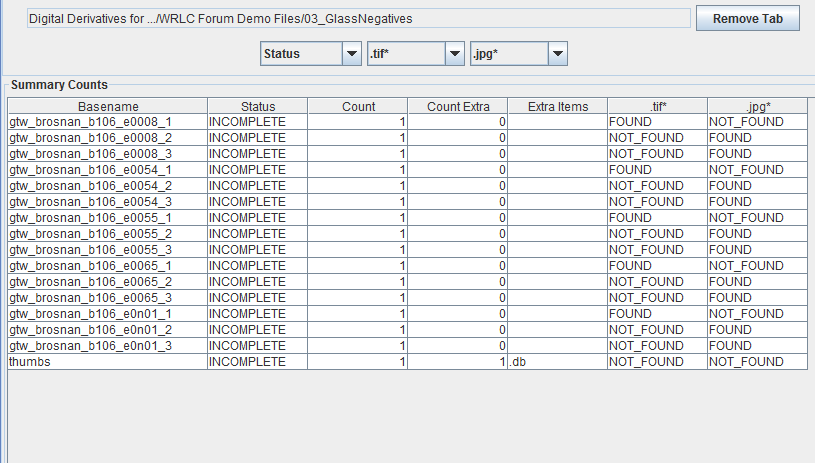 Digital Derivatives for .../WRLC Forum Demo Files/03_GlassNegatives Remove Tab
Status .tif* .jpg*
Summary Counts
Basename Status Count Count Extra Extra Items .tif* .jpg*
gtw_brosnan_b106_e0008_1 INCOMPLETE 1 0 FOUND NOT_FOUND
gtw_brosnan_b106_e0008_2 INCOMPLETE 1 0 NOT_FOUND FOUND
gtw_brosnan_b106_e0008_3 INCOMPLETE 1 0 NOT_FOUND FOUND
gtw_brosnan_b106_e0054_1 INCOMPLETE 1 0 FOUND NOT_FOUND
gtw_brosnan_b106_e0054_2 INCOMPLETE 1 0 NOT_FOUND FOUND
gtw_brosnan_b106_e0054_3 INCOMPLETE 1 0 NOT_FOUND FOUND
gtw_brosnan_b106_e0055_1 INCOMPLETE 1 0 FOUND NOT_FOUND
gtw_brosnan_b106_e0055_2 INCOMPLETE 1 0 NOT_FOUND FOUND
gtw_brosnan_b106_e0055_3 INCOMPLETE 1 0 NOT_FOUND FOUND
gtw_brosnan_b106_e0065_1 INCOMPLETE 1 0 FOUND NOT_FOUND
gtw_brosnan_b106_e0065_2 INCOMPLETE 1 0 NOT_FOUND FOUND
gtw_brosnan_b106_e0065_3 INCOMPLETE 1 0 NOT_FOUND FOUND
gtw_brosnan_b106_e0n01_1 INCOMPLETE 1 0 FOUND NOT_FOUND
gtw_brosnan_b106_e0n01_2 INCOMPLETE 1 0 NOT_FOUND FOUND
gtw_brosnan_b106_e0n01_3 INCOMPLETE 1 0 NOT_FOUND FOUND
thumbs INCOMPLETE 1 1 .db NOT_FOUND NOT_FOUND